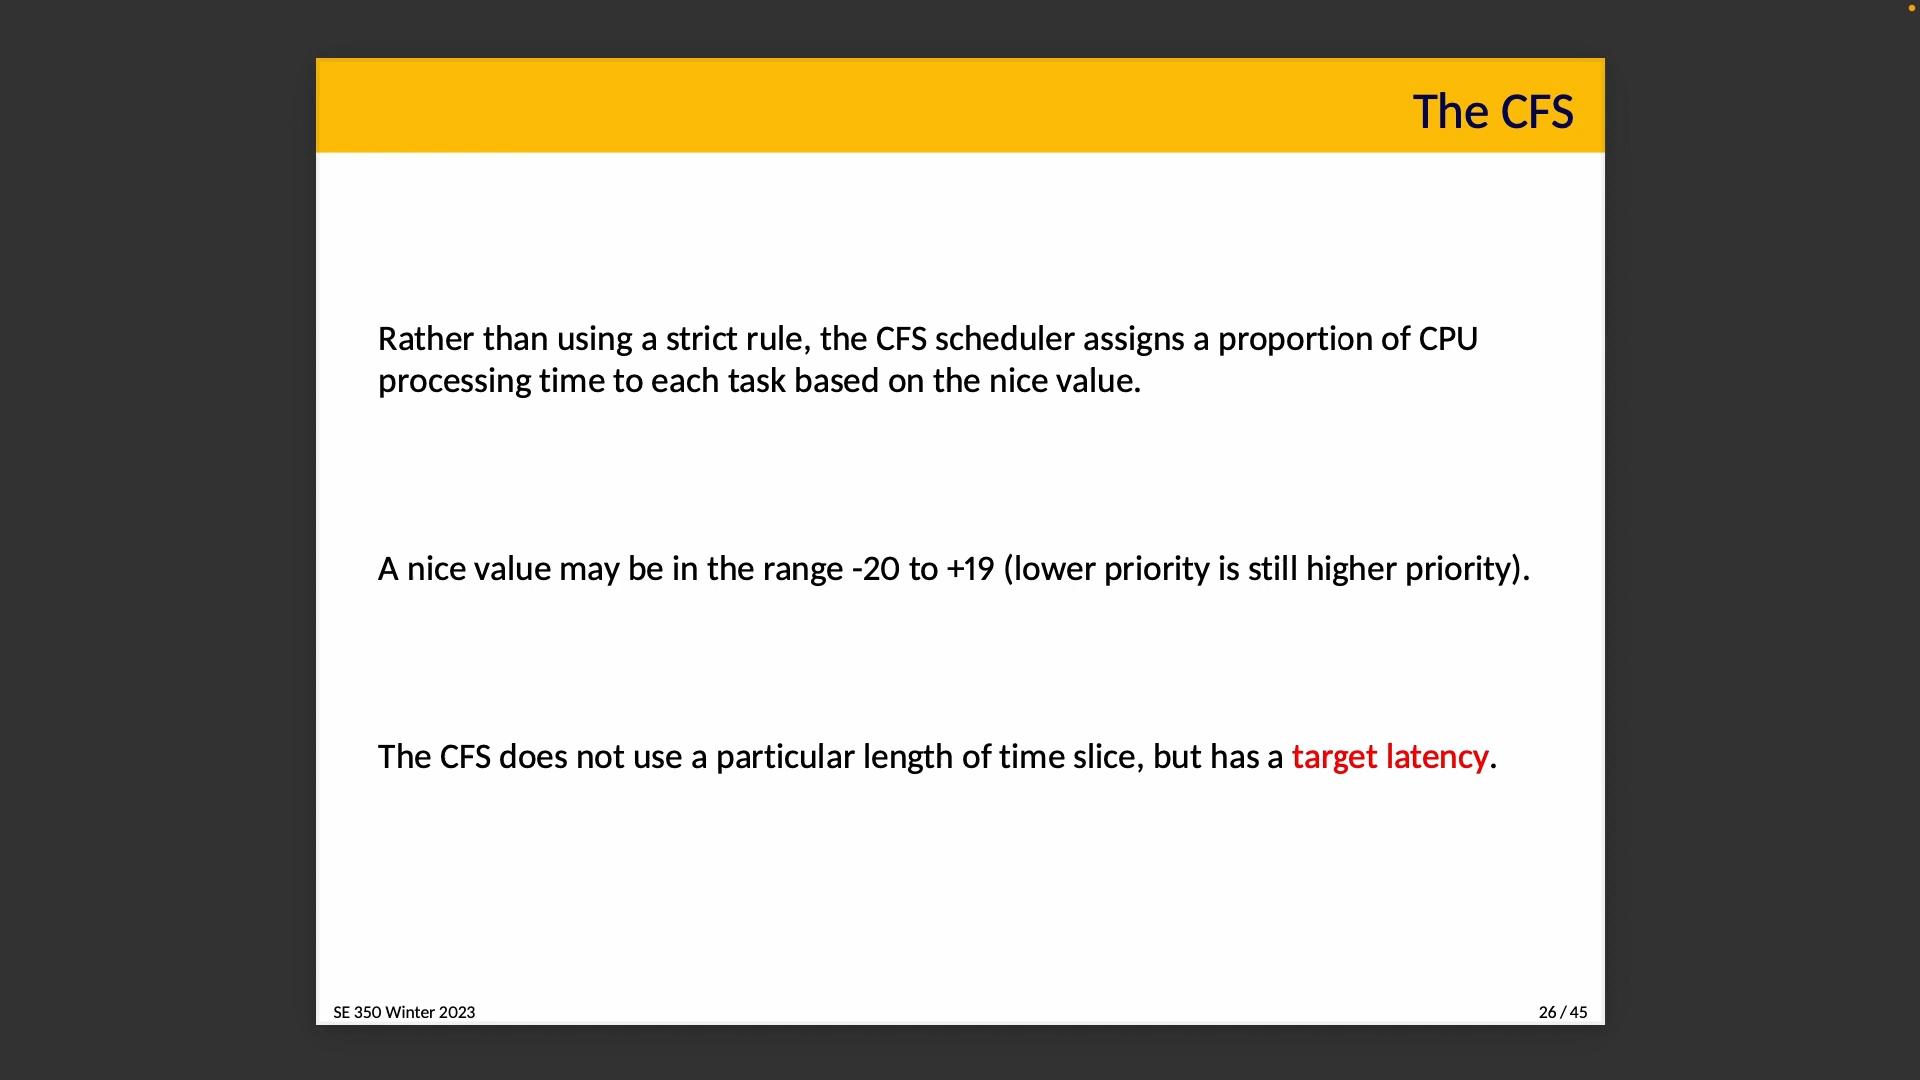 The CFS
Rather than using a strict rule, the CFS scheduler assigns a proportion of CPU
processing time to each task based on the nice value.
A nice value may be in the range -20 to +19 (lower priority is still higher priority).
The CFS does not use a particular length of time slice, but has a target latency.
SE 350 Winter 2023
26 / 45